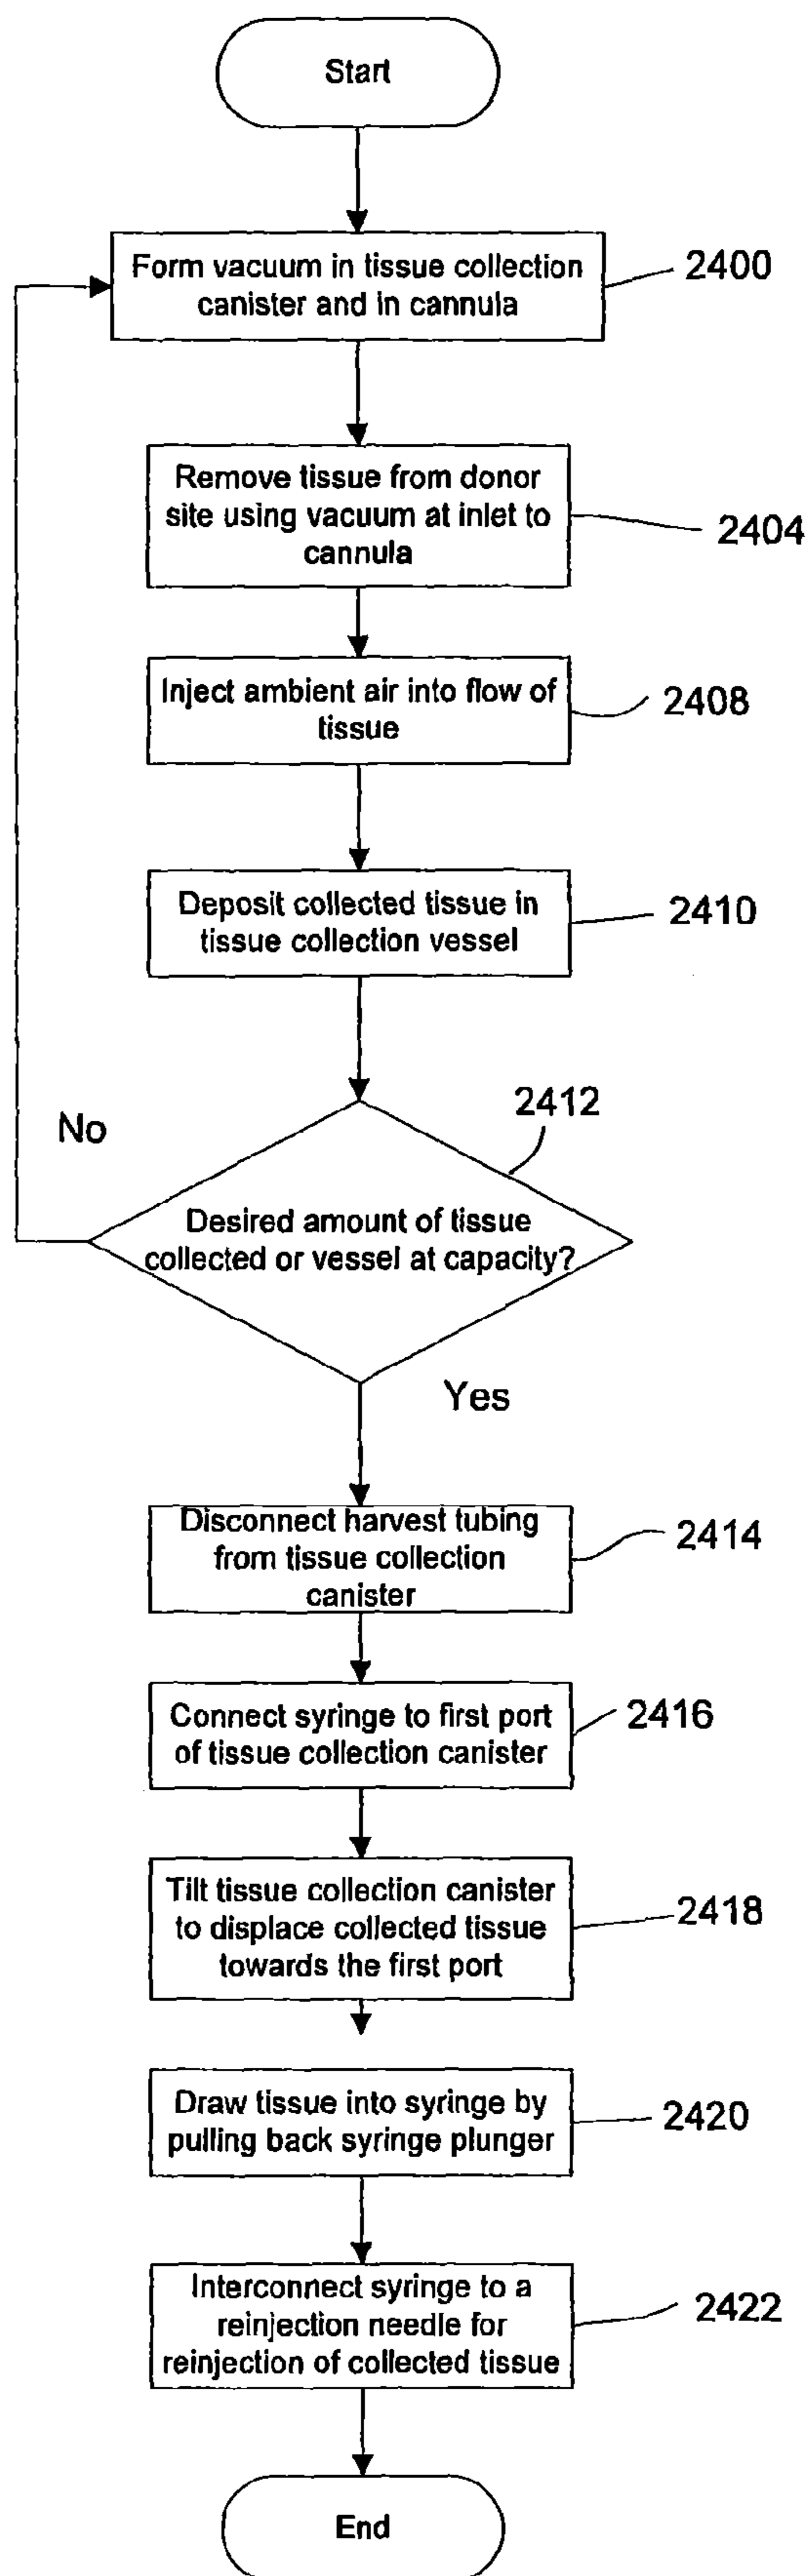 Start
Form vacuum in tissue collection
canister and in cannula
2400
Remove tissue from donor
site using vacuum at inlet to
cannula
2404
Inject ambient air into flow of
tissue
2408
Deposit collected tissue in
tissue collection vessel
2410
2412
No
Desired amount of tissue
collected or vessel at capacity?
Yes
Disconnect harvest tubing
from tissue collection
canister
2414
Connect syringe to first port
of tissue collection canister
2416
Tilt tissue collection canister
to displace collected tissue
towards the first port
2418
Draw tissue into syringe by
pulling back syringe plunger
2420
Interconnect syringe to a
reinjection needle for
reinjection of collected tissue
2422
End